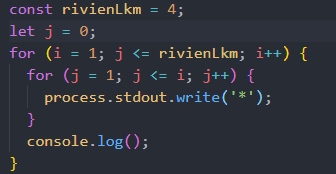 const rivienLkm = 4;
let j = 0;
for (i = 1; j <= rivienLkm; i++) {
  for (j = 1; j <= i; j++) {
    process.stdout.write('*');
  }
  console.log();
}